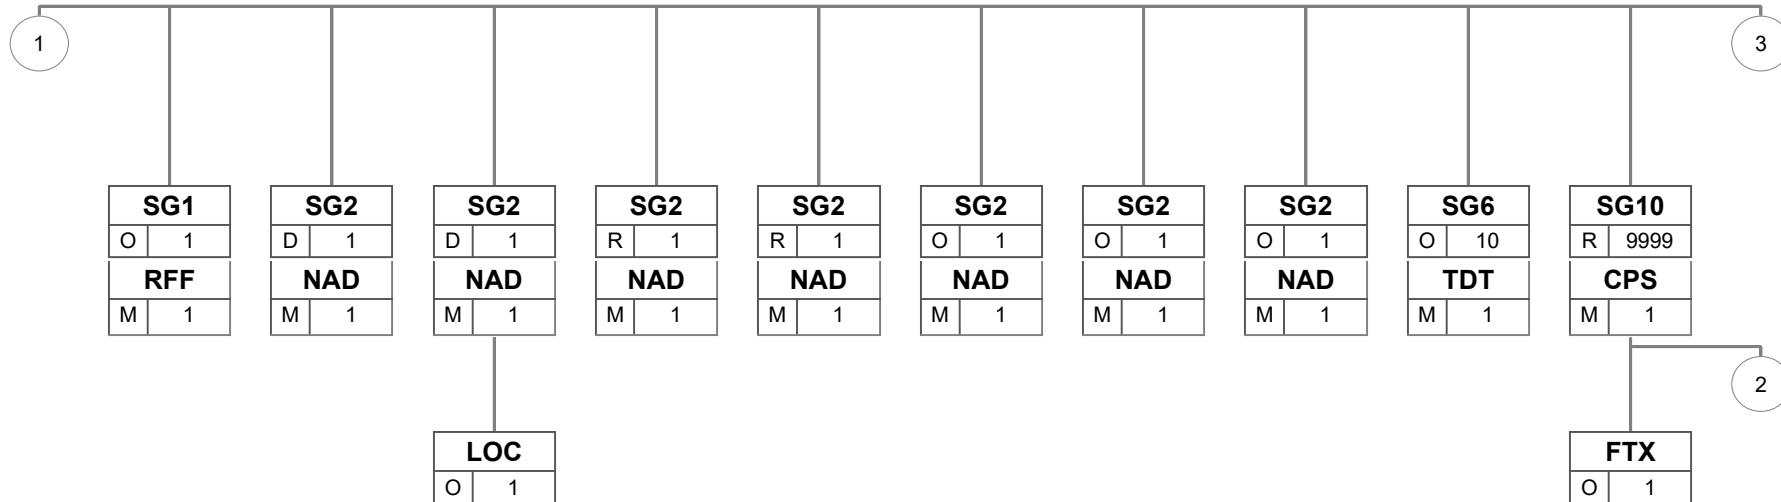 1 3
SG1 SG2 SG2 SG2 SG2 SG2 SG2 SG2 SG6 SG10
O 1 D 1 D 1 R 1 R 1 O 1 O 1 O 1 O 10 R 9999
RFF NAD NAD NAD NAD NAD NAD NAD TDT CPS
M 1 M 1 M 1 M 1 M 1 M 1 M 1 M 1 M 1 M 1
2
LOC FTX
O 1 O 1